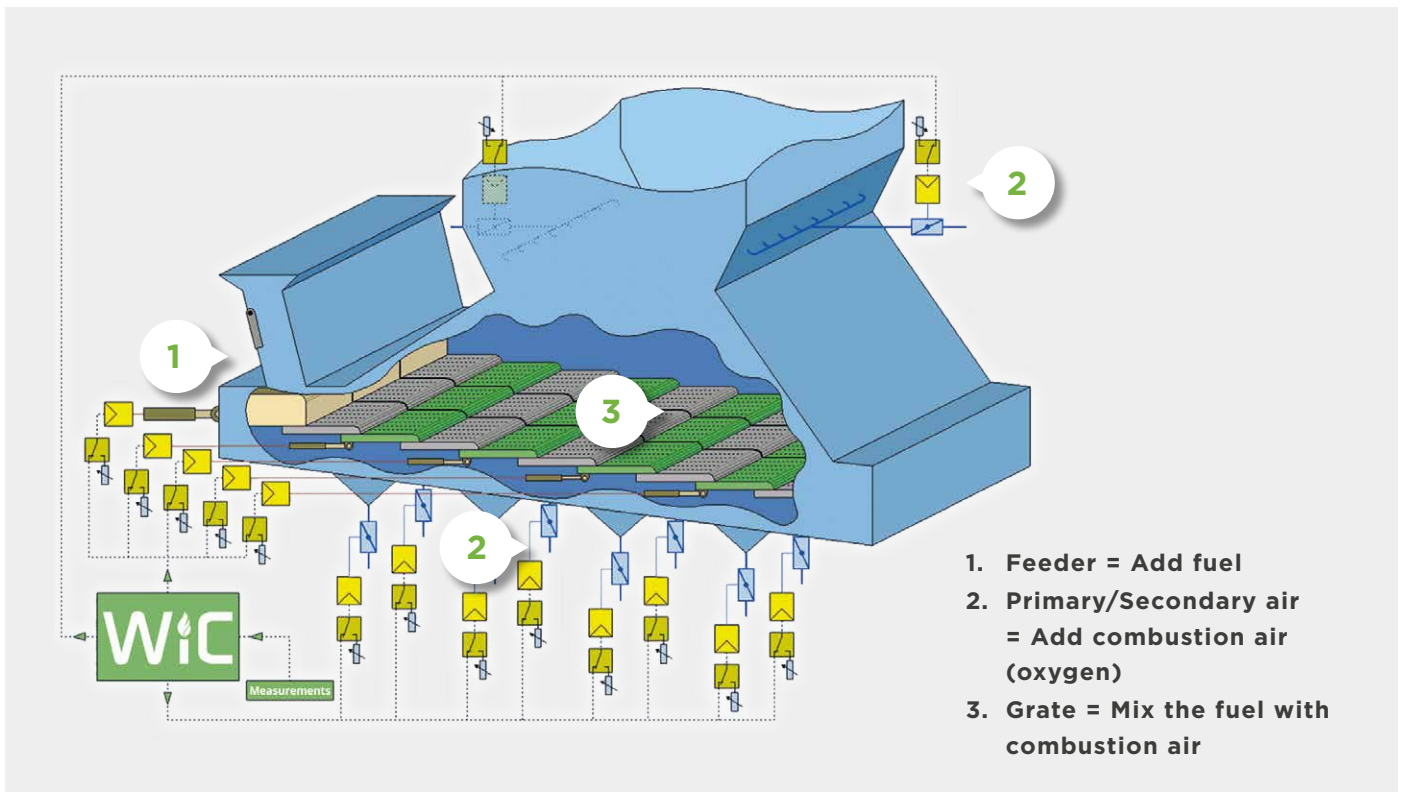 2
1
3
2
WiC
Measurements
1. Feeder = Add fuel
2. Primary/Secondary air
= Add combustion air
(oxygen)
3. Grate = Mix the fuel with
combustion air